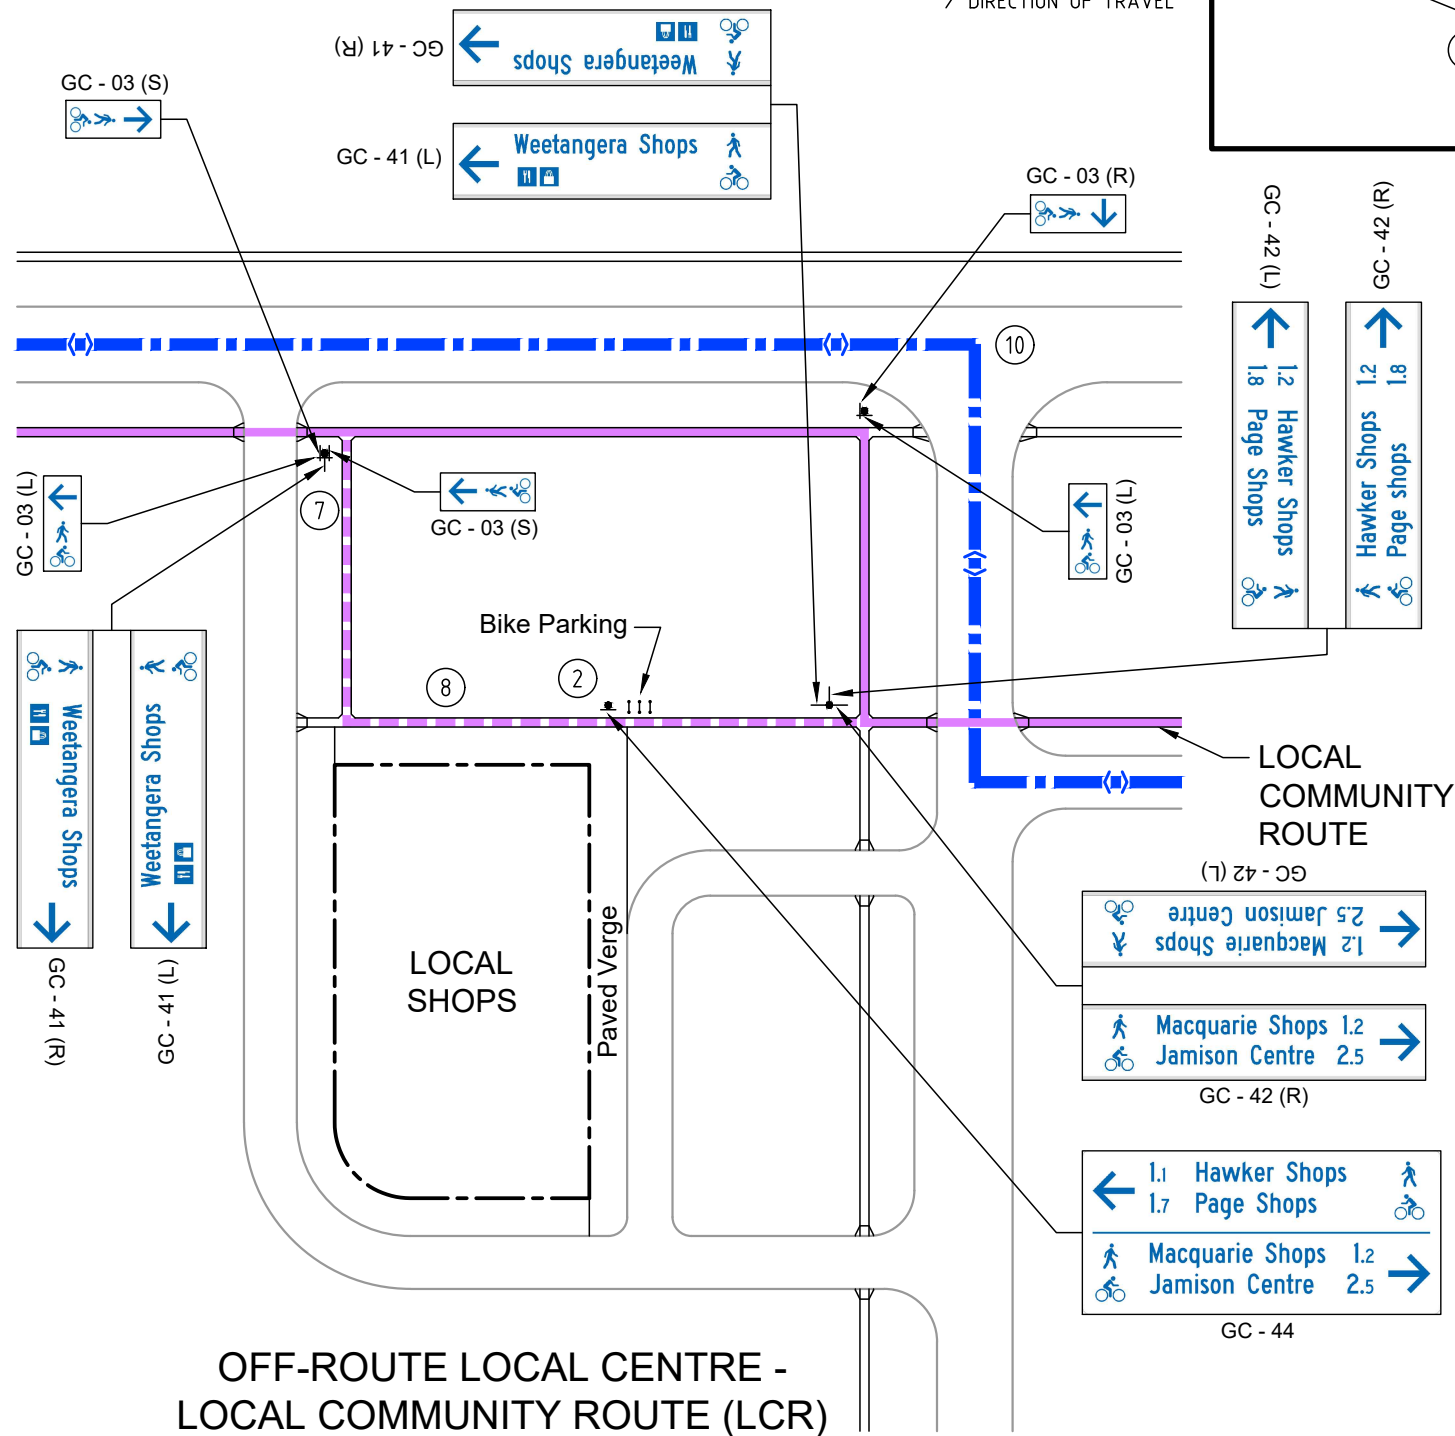 DIRECTION OF TRAVEL
GC - 41 (R)
Weetangera Shops
GC - 03 (S)
GC - 41 (L)
Weetangera Shops
GC - 03 (R)
GC - 42 (L)
GC - 42 (R)
1.2 Hawker Shops
1.8 Page Shops
Hawker Shops 1.2
Page shops 1.8
10
GC - 03 (L)
7
GC - 03 (S)
GC - 03 (L)
Bike Parking
8
2
Weetangera Shops
Weetangera Shops
GC - 41 (R)
GC - 41 (L)
LOCAL
COMMUNITY
ROUTE
LOCAL
SHOPS
Paved Verge
GC - 42 (L)
1.2 Macquarie Shops
2.5 Jamison Centre
Macquarie Shops 1.2
Jamison Centre 2.5
GC - 42 (R)
1.1 Hawker Shops
1.7 Page Shops
Macquarie Shops 1.2
Jamison Centre 2.5
GC - 44
OFF-ROUTE LOCAL CENTRE -
LOCAL COMMUNITY ROUTE (LCR)